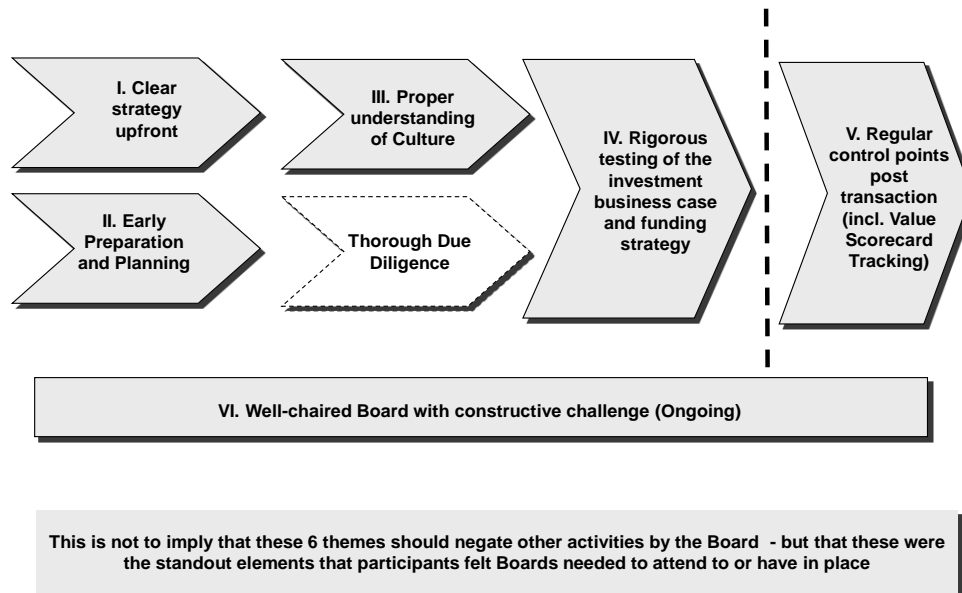 I. Clear
strategy
upfront
II. Early
Preparation
and Planning
III. Proper
understanding
of Culture
Thorough Due
Diligence
IV. Rigorous
testing of the
investment
business case
and funding
strategy
V. Regular
control points
post
transaction
(incl. Value
Scorecard
Tracking)
VI. Well-chaired Board with constructive challenge (Ongoing)
This is not to imply that these 6 themes should negate other activities by the Board - but that these were
the standout elements that participants felt Boards needed to attend to or have in place